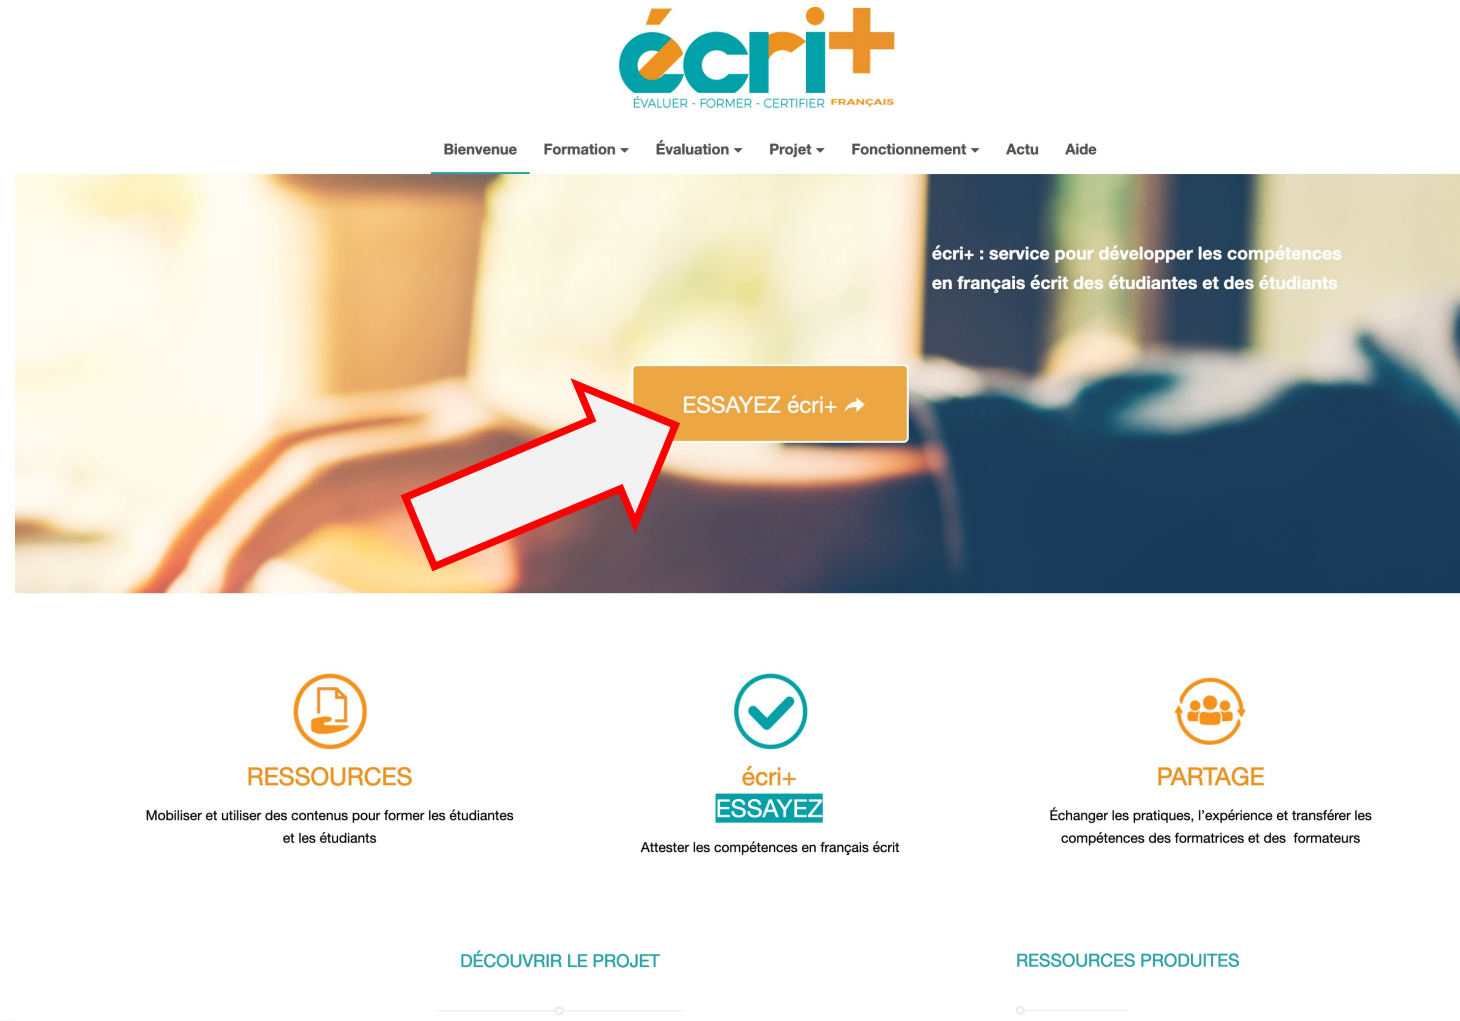 écri+
ÉVALUER - FORMER - CERTIFIER FRANÇAIS
Bienvenue Formation Évaluation Projet Fonctionnement Actu Aide
écri+ : service pour développer les compétences
en français écrit des étudiantes et des étudiants
ESSAYEZ écri+
RESSOURCES
Mobiliser et utiliser des contenus pour former les étudiantes
et les étudiants
écri+
ESSAYEZ
Attester les compétences en français écrit
PARTAGE
Échanger les pratiques, l'expérience et transférer les
compétences des formatrices et des formateurs
DÉCOUVRIR LE PROJET
RESSOURCES PRODUITES